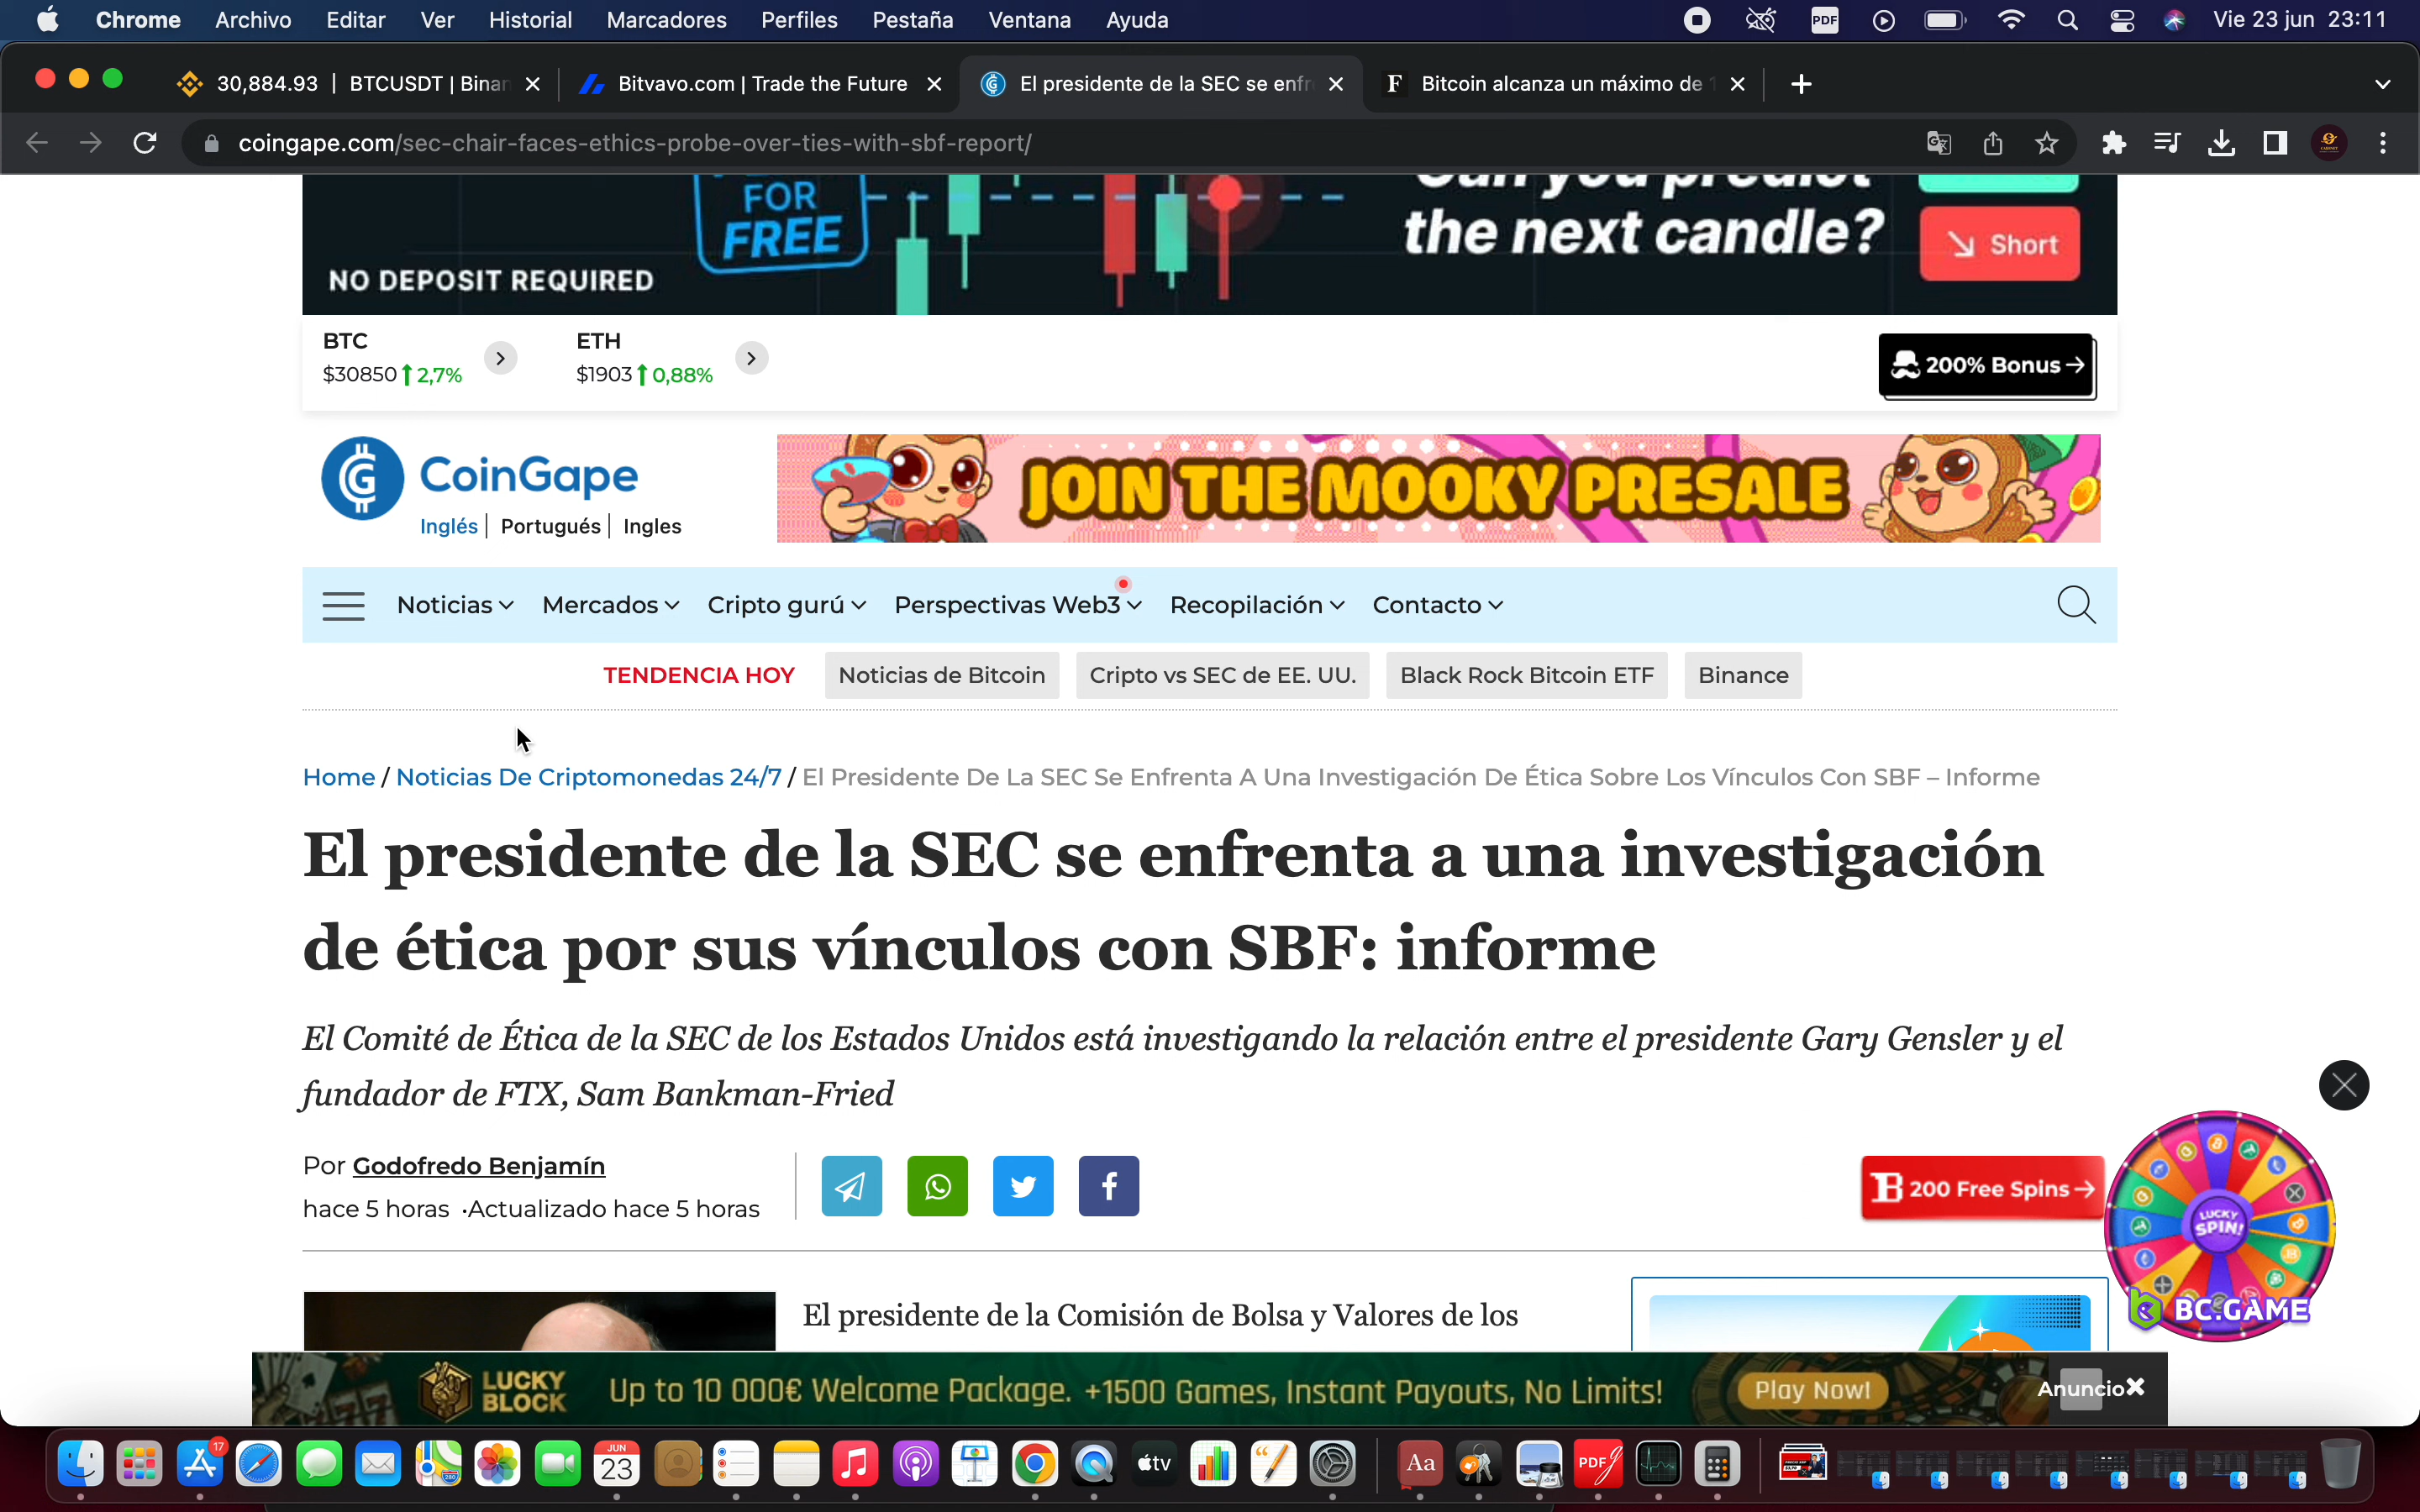 Chrome Archivo Editar Ver Historial Marcadores Perfiles Pestaña Ventana Ayuda PDF Vie 23 jun 23:11
30,884.93 | BTCUSDT | Binan Bitvavo.com | Trade the Future El presidente de la SEC se enfr F Bitcoin alcanza un máximo de 1
coingape.com/sec-chair-faces-ethics-probe-over-ties-with-sbf-report/
Can you predict
FOR
FREE
the next candle?
Short
NO DEPOSIT REQUIRED
BTC ETH
$30850 2,7% $1903 0,88%
200% Bonus
CoinGape
Inglés | Portugués | Ingles
JOIN THE MOOKY PRESALE
Noticias Mercados Cripto gurú Perspectivas Web3 Recopilación Contacto
TENDENCIA HOY Noticias de Bitcoin Cripto vs SEC de EE. UU. Black Rock Bitcoin ETF Binance
Home / Noticias De Criptomonedas 24/7 / El Presidente De La SEC Se Enfrenta A Una Investigación De Ética Sobre Los Vínculos Con SBF – Informe
El presidente de la SEC se enfrenta a una investigación
de ética por sus vínculos con SBF: informe
El Comité de Ética de la SEC de los Estados Unidos está investigando la relación entre el presidente Gary Gensler y el
fundador de FTX, Sam Bankman-Fried
Por Godofredo Benjamín
hace 5 horas ·Actualizado hace 5 horas
200 Free Spins
LUCKY
SPIN!
BC.GAME
El presidente de la Comisión de Bolsa y Valores de los
LUCKY
BLOCK
Up to 10 000€ Welcome Package. +1500 Games, Instant Payouts, No Limits!
Play Now!
Anuncio
17
JUN
23
280
tv
Aa
PDF